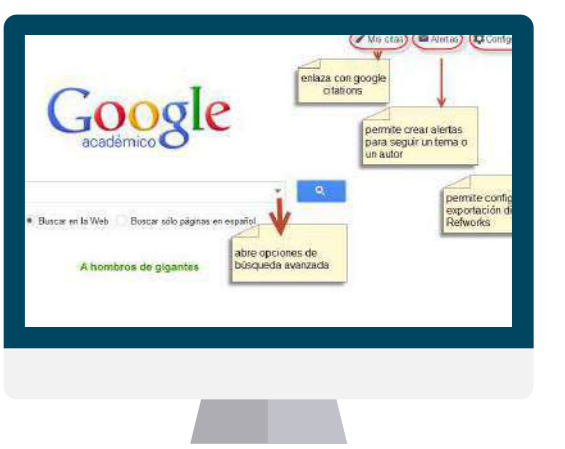 Mis citas Alertas Config
enlaza con google
citations
Google
académico
permite crear alertas
para seguir un tema o
un autor
permite config
exportación di
Refworks
Buscar en la Web Buscar sólo páginas en español
abre opciones de
búsqueda avanzada
A hombros de gigantes